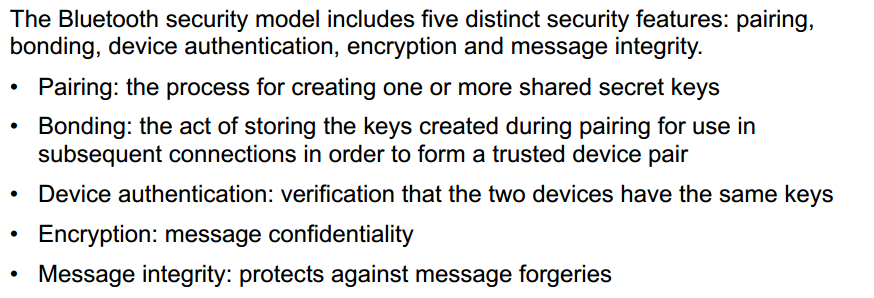 The Bluetooth security model includes five distinct security features: pairing,
bonding, device authentication, encryption and message integrity.
• Pairing: the process for creating one or more shared secret keys
• Bonding: the act of storing the keys created during pairing for use in
subsequent connections in order to form a trusted device pair
• Device authentication: verification that the two devices have the same keys
• Encryption: message confidentiality
• Message integrity: protects against message forgeries